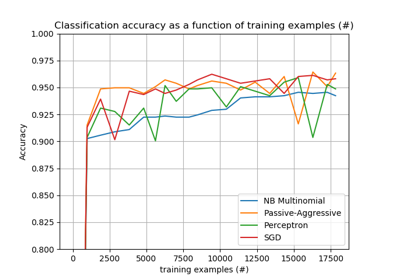 Classification accuracy as a function of training examples (#)
1.000
0.975
0.950
0.925
0.900
0.875
0.850
0.825
0.800
Accuracy
NB Multinomial
Passive-Aggressive
Perceptron
SGD
0 2500 5000 7500 10000 12500 15000 17500
training examples (#)